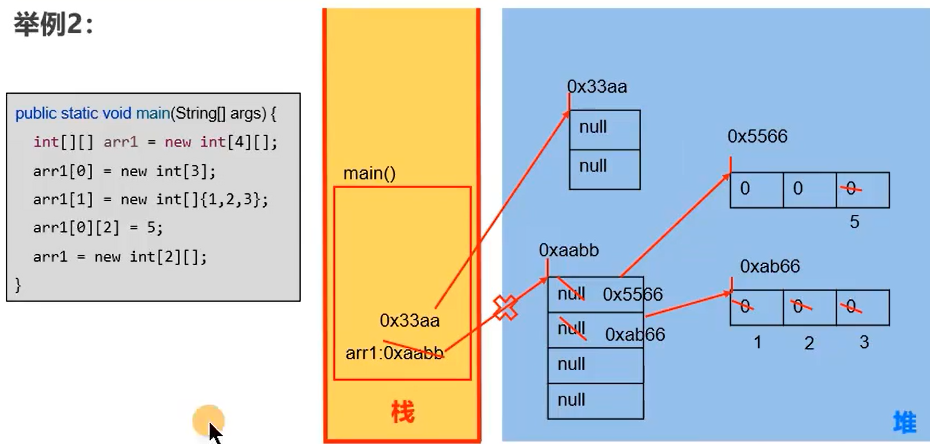 举例2：
public static void main(String[] args) {
int[][] arr1 = new int[4][];
arr1[0] = new int[3];
arr1[1] = new int[]{1,2,3};
arr1[0][2] = 5;
arr1 = new int[2][];
}
main()
0x33aa
arr1:0xaabb
栈
0x33aa
null
null
0x5566
0 0 0
5
0xaabb
null 0x5566
null 0xab66
null
null
0xab66
0 0 0
1 2 3
堆